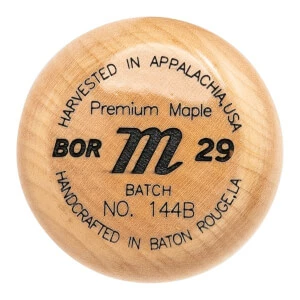 HARVESTED IN APPALACHIA, USA
Premium Maple
BOR m 29
BATCH
NO. 144B
HANDCRAFTED IN BATON ROUGE, LA